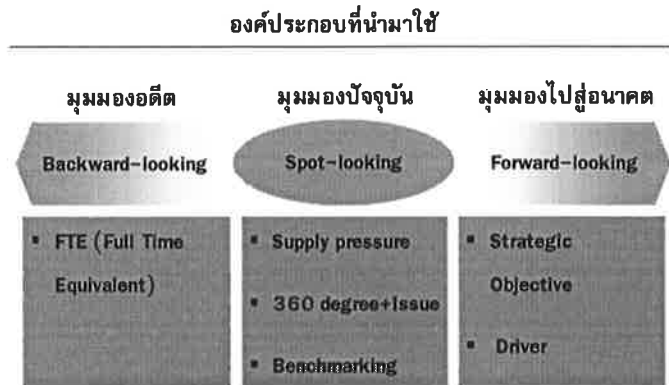 องค์ประกอบที่นำมาใช้
มุมมองอดีต
มุมมองปัจจุบัน
มุมมองไปสู่อนาคต
Backward-looking
Spot-looking
Forward-looking
▪ FTE (Full Time
Equivalent)
▪ Supply pressure
▪ 360 degree+Issue
▪ Benchmarking
▪ Strategic
Objective
▪ Driver